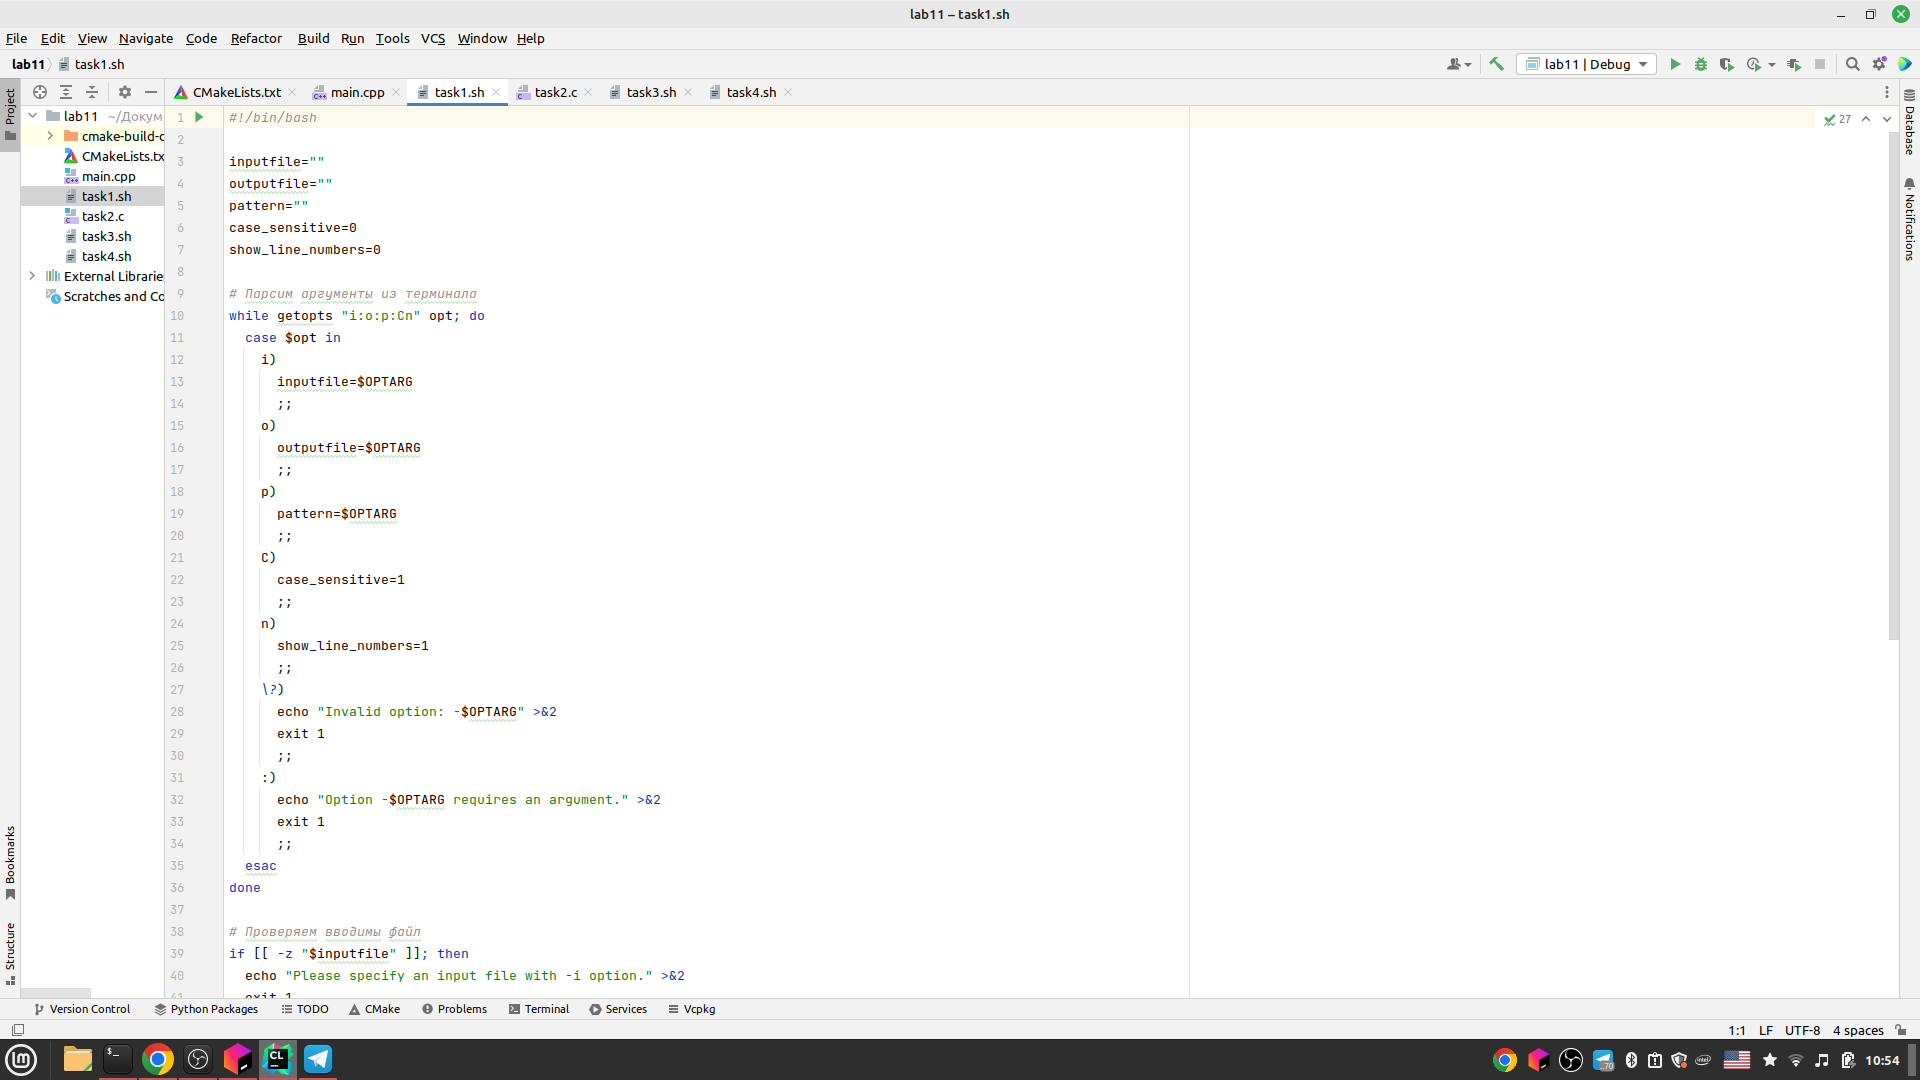 lab11 – task1.sh
File Edit View Navigate Code Refactor Build Run Tools VCS Window Help
lab11 task1.sh lab11 | Debug
Project
CMakeLists.txt main.cpp task1.sh task2.c task3.sh task4.sh
lab11 ~/Докум
cmake-build-d
CMakeLists.tx
main.cpp
task1.sh
task2.c
task3.sh
task4.sh
External Librarie
Scratches and Co
1 #!/bin/bash
2
3 inputfile=""
4 outputfile=""
5 pattern=""
6 case_sensitive=0
7 show_line_numbers=0
8
9 # Парсим аргументы из терминала
10 while getopts "i:o:p:Cn" opt; do
11 case $opt in
12 i)
13 inputfile=$OPTARG
14 ;;
15 o)
16 outputfile=$OPTARG
17 ;;
18 p)
19 pattern=$OPTARG
20 ;;
21 C)
22 case_sensitive=1
23 ;;
24 n)
25 show_line_numbers=1
26 ;;
27 \?)
28 echo "Invalid option: -$OPTARG" >&2
29 exit 1
30 ;;
31 :)
32 echo "Option -$OPTARG requires an argument." >&2
33 exit 1
34 ;;
35 esac
36 done
37
38 # Проверяем вводимы файл
39 if [[ -z "$inputfile" ]]; then
40 echo "Please specify an input file with -i option." >&2
41 exit 1
27
Database
Notifications
Bookmarks
Structure
Version Control Python Packages TODO CMake Problems Terminal Services Vcpkg
1:1 LF UTF-8 4 spaces
CL
70
intel
10:54